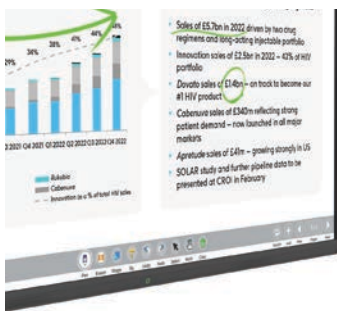 Sales of £5.7bn in 2022 driven by two drug
regimens and long-acting injectable portfolio
Innovation sales of £2.5bn in 2022 – 43% of HIV
portfolio
Dovato sales of £1.4bn – on track to become our
#1 HIV product
Cabenuva sales of £340m reflecting strong
patient demand – now launched in all major
markets
Apretude sales of £41m – growing strongly in US
SOLAR study and further pipeline data to be
presented at CROI in February
29%
34%
38%
41%
44%
Q3 2021 Q4 2021 Q1 2022 Q2 2022 Q3 2022 Q4 2022
Rukobia
Cabenuva
Innovation as a % of total HIV sales